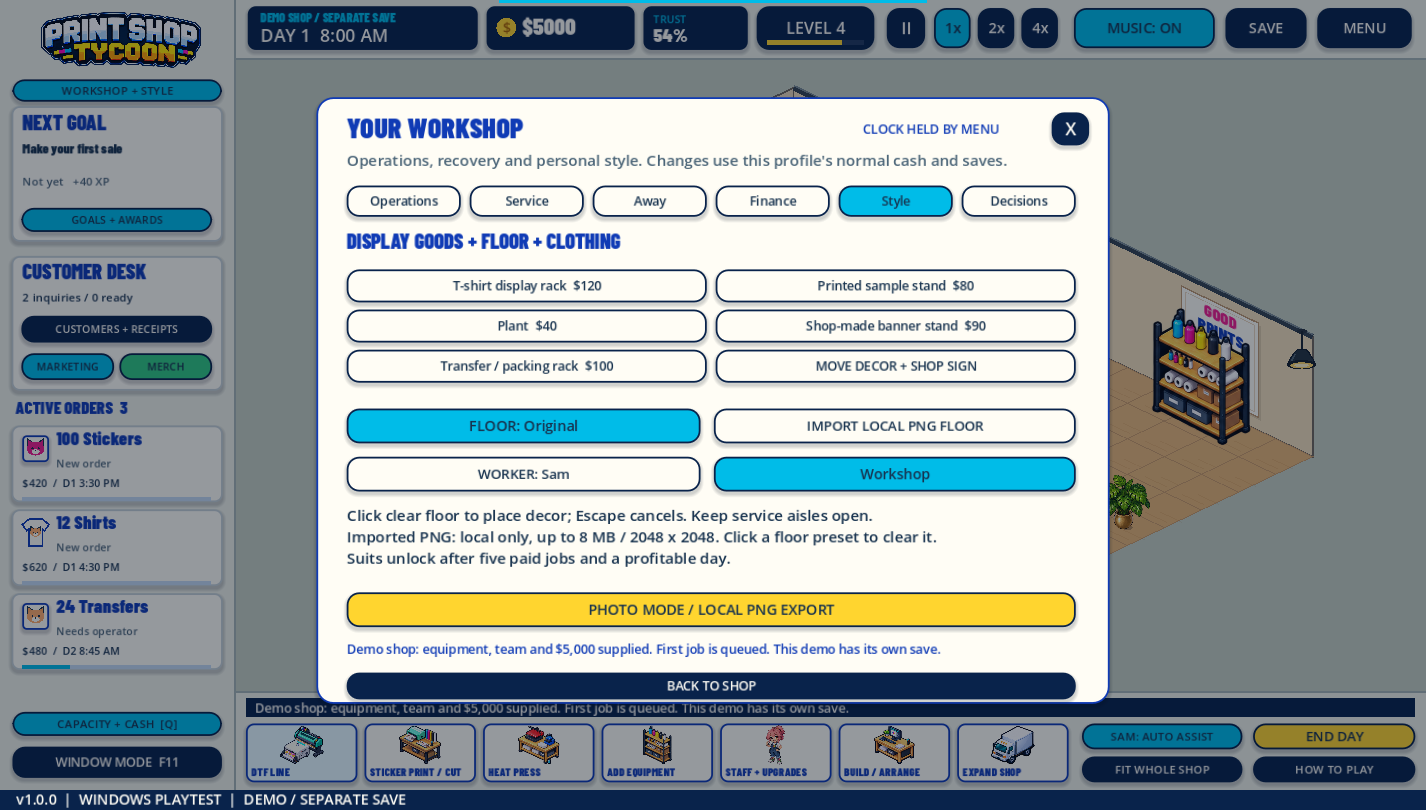 PRINT SHOP
TYCOON
DEMO SHOP / SEPARATE SAVE
DAY 1 8:00 AM
$ $5000
TRUST
54%
LEVEL 4
II
1x
2x
4x
MUSIC: ON
SAVE
MENU
WORKSHOP + STYLE
NEXT GOAL
Make your first sale
Not yet +40 XP
GOALS + AWARDS
CUSTOMER DESK
2 inquiries / 0 ready
CUSTOMERS + RECEIPTS
MARKETING
MERCH
ACTIVE ORDERS 3
100 Stickers
New order
$420 / D1 3:30 PM
12 Shirts
New order
$620 / D1 4:30 PM
24 Transfers
Needs operator
$480 / D2 8:45 AM
CAPACITY + CASH [Q]
WINDOW MODE F11
YOUR WORKSHOP
CLOCK HELD BY MENU
X
Operations, recovery and personal style. Changes use this profile's normal cash and saves.
Operations
Service
Away
Finance
Style
Decisions
DISPLAY GOODS + FLOOR + CLOTHING
T-shirt display rack $120
Printed sample stand $80
Plant $40
Shop-made banner stand $90
Transfer / packing rack $100
MOVE DECOR + SHOP SIGN
FLOOR: Original
IMPORT LOCAL PNG FLOOR
WORKER: Sam
Workshop
Click clear floor to place decor; Escape cancels. Keep service aisles open.
Imported PNG: local only, up to 8 MB / 2048 x 2048. Click a floor preset to clear it.
Suits unlock after five paid jobs and a profitable day.
PHOTO MODE / LOCAL PNG EXPORT
Demo shop: equipment, team and $5,000 supplied. First job is queued. This demo has its own save.
BACK TO SHOP
GOOD
PRINTS
Demo shop: equipment, team and $5,000 supplied. First job is queued. This demo has its own save.
DTF LINE
STICKER PRINT / CUT
HEAT PRESS
ADD EQUIPMENT
STAFF + UPGRADES
BUILD / ARRANGE
EXPAND SHOP
SAM: AUTO ASSIST
END DAY
FIT WHOLE SHOP
HOW TO PLAY
v1.0.0 | WINDOWS PLAYTEST | DEMO / SEPARATE SAVE